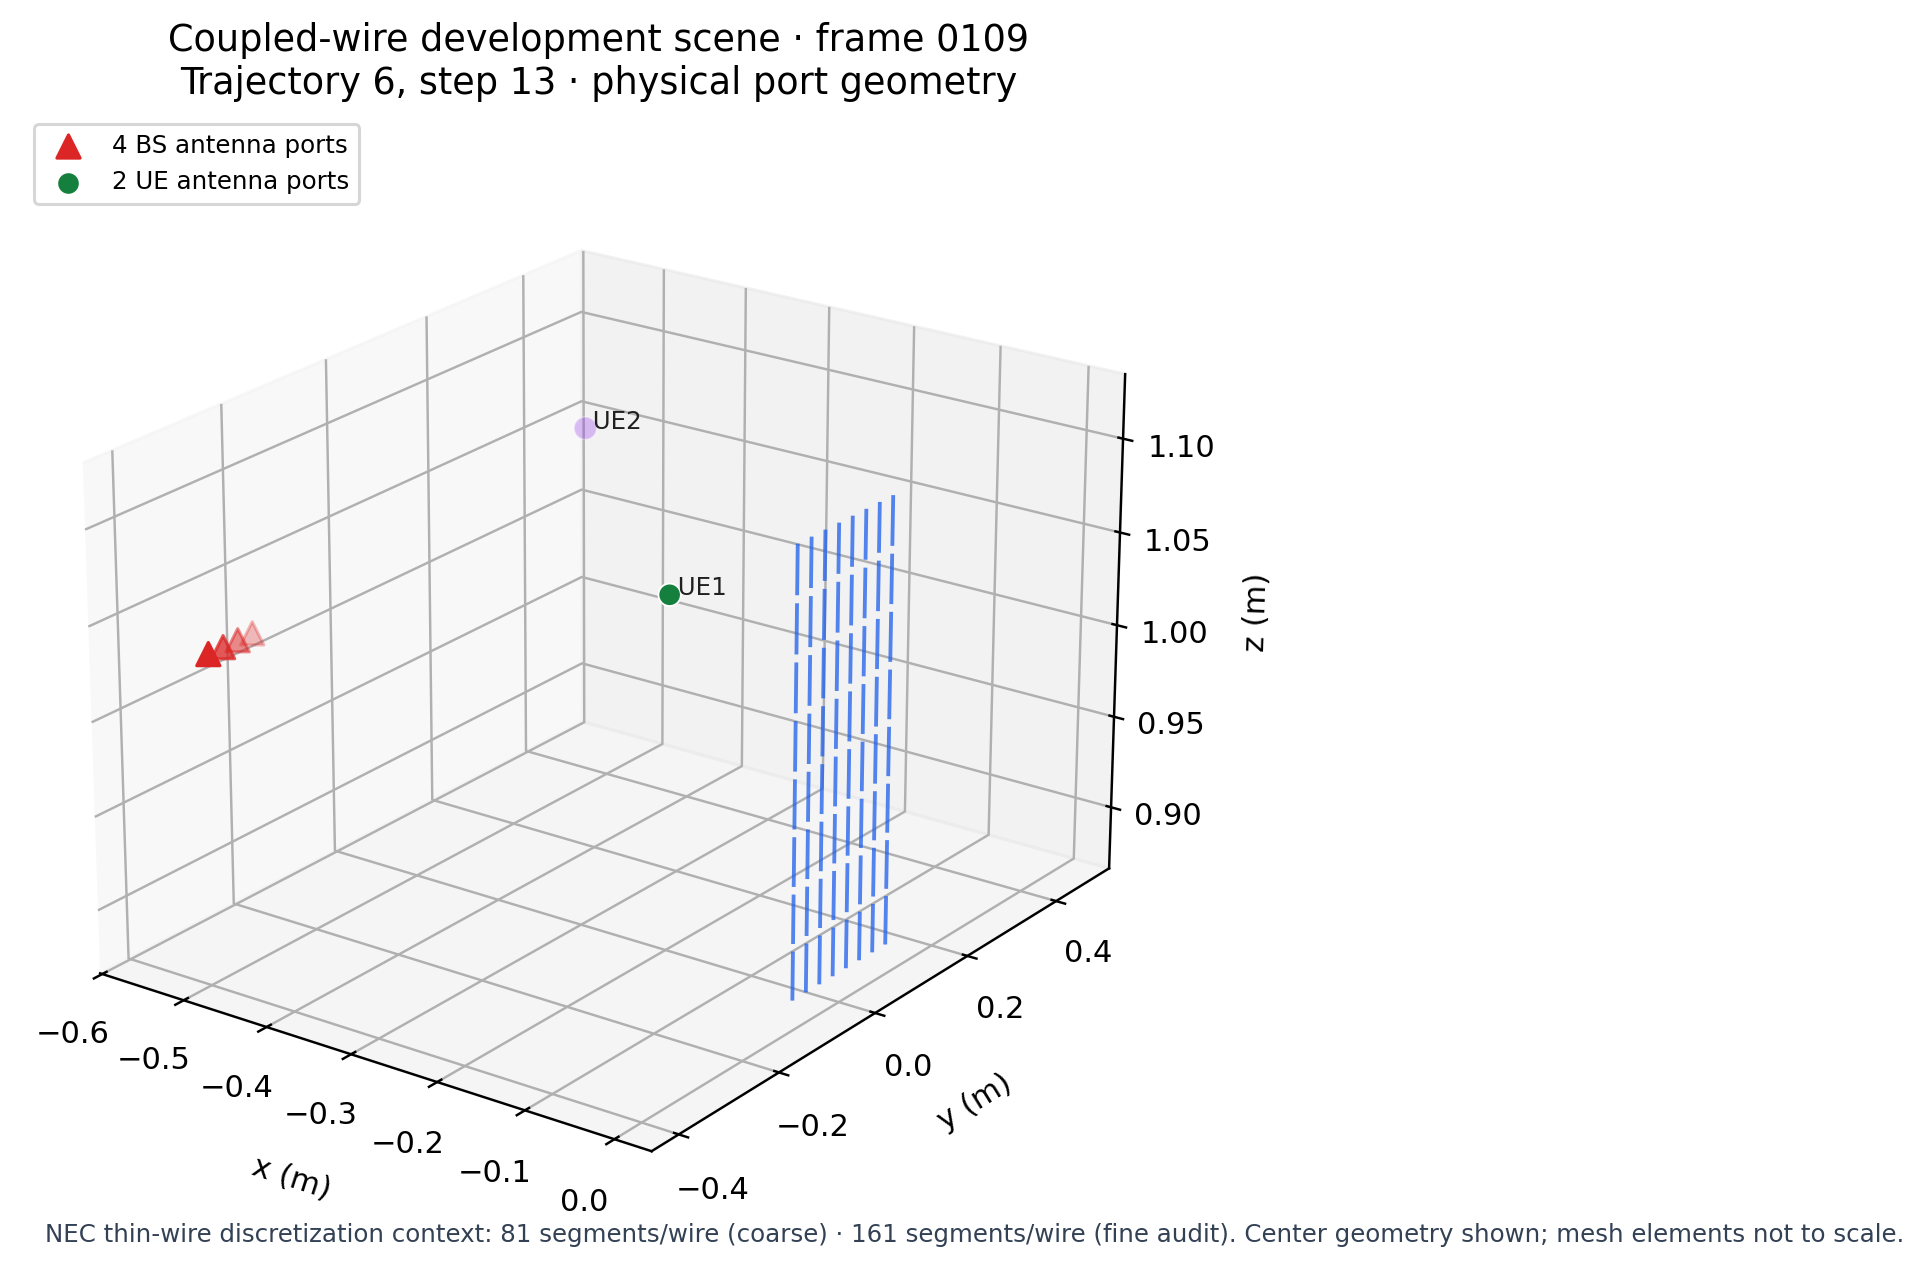 Coupled-wire development scene · frame 0109
Trajectory 6, step 13 · physical port geometry
4 BS antenna ports
2 UE antenna ports
UE2
UE1
1.10
1.05
1.00
0.95
0.90
z (m)
0.4
0.2
0.0
−0.2
−0.4
y (m)
−0.6
−0.5
−0.4
−0.3
−0.2
−0.1
0.0
x (m)
NEC thin-wire discretization context: 81 segments/wire (coarse) · 161 segments/wire (fine audit). Center geometry shown; mesh elements not to scale.